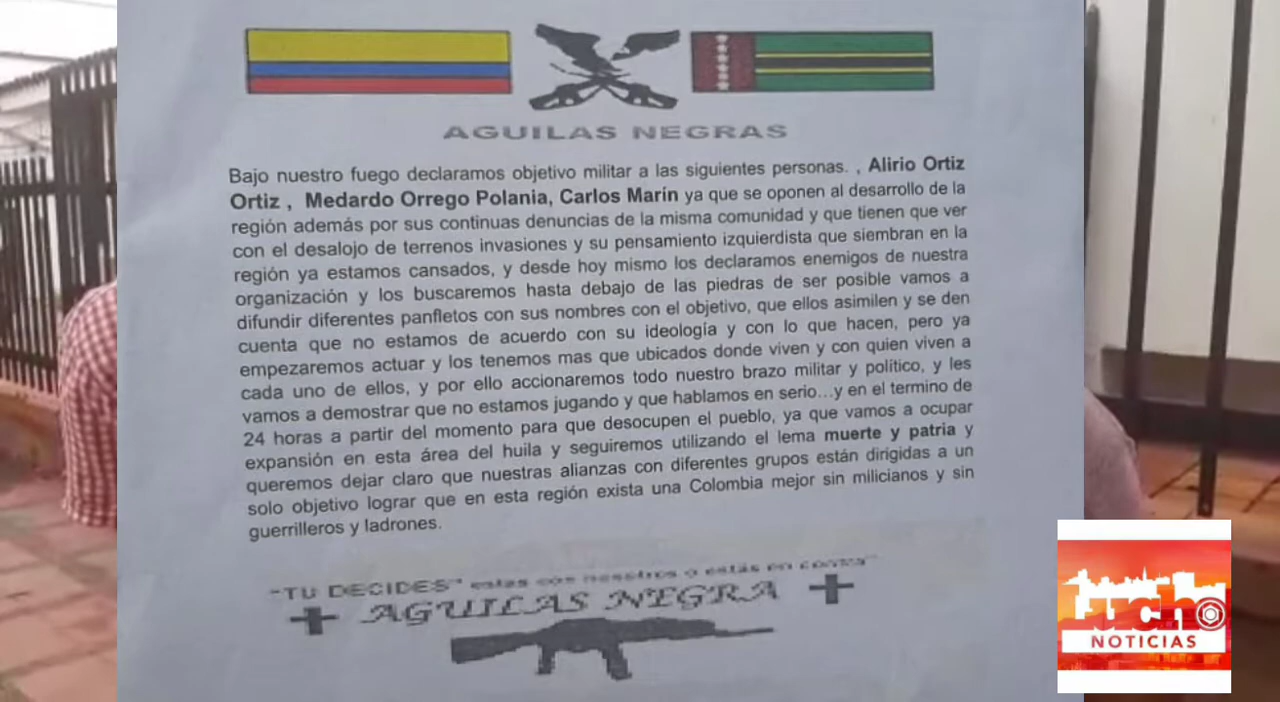 AGUILAS NEGRAS
Bajo nuestro fuego declaramos objetivo militar a las siguientes personas. , Alirio Ortiz
Ortiz , Medardo Orrego Polania, Carlos Marín ya que se oponen al desarrollo de la
región además por sus continuas denuncias de la misma comunidad y que tienen que ver
con el desalojo de terrenos invasiones y su pensamiento izquierdista que siembran en la
región ya estamos cansados, y desde hoy mismo los declaramos enemigos de nuestra
organización y los buscaremos hasta debajo de las piedras de ser posible vamos a
difundir diferentes panfletos con sus nombres con el objetivo, que ellos asimilen y se den
cuenta que no estamos de acuerdo con su ideología y con lo que hacen, pero ya
empezaremos actuar y los tenemos mas que ubicados donde viven y con quien viven a
cada uno de ellos, y por ello accionaremos todo nuestro brazo militar y político, y les
vamos a demostrar que no estamos jugando y que hablamos en serio...y en el termino de
24 horas a partir del momento para que desocupen el pueblo, ya que vamos a ocupar
expansión en esta área del huila y seguiremos utilizando el lema muerte y patria y
queremos dejar claro que nuestras alianzas con diferentes grupos están dirigidas a un
solo objetivo lograr que en esta región exista una Colombia mejor sin milicianos y sin
guerrilleros y ladrones.
"TU DECIDES" estas con nosotros o estás en contra"
AGUILAS NEGRA
NOTICIAS